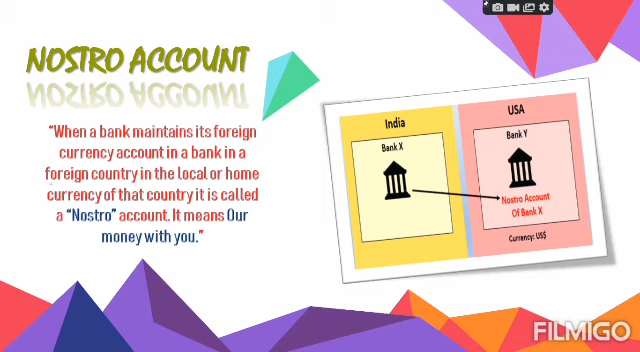 NOSTRO ACCOUNT
“When a bank maintains its foreign
currency account in a bank in a
foreign country in the local or home
currency of that country it is called
a “Nostro” account. It means Our
money with you.”
India
Bank X
USA
Bank Y
Nostro Account
Of Bank X
Currency: US$
FILMIGO